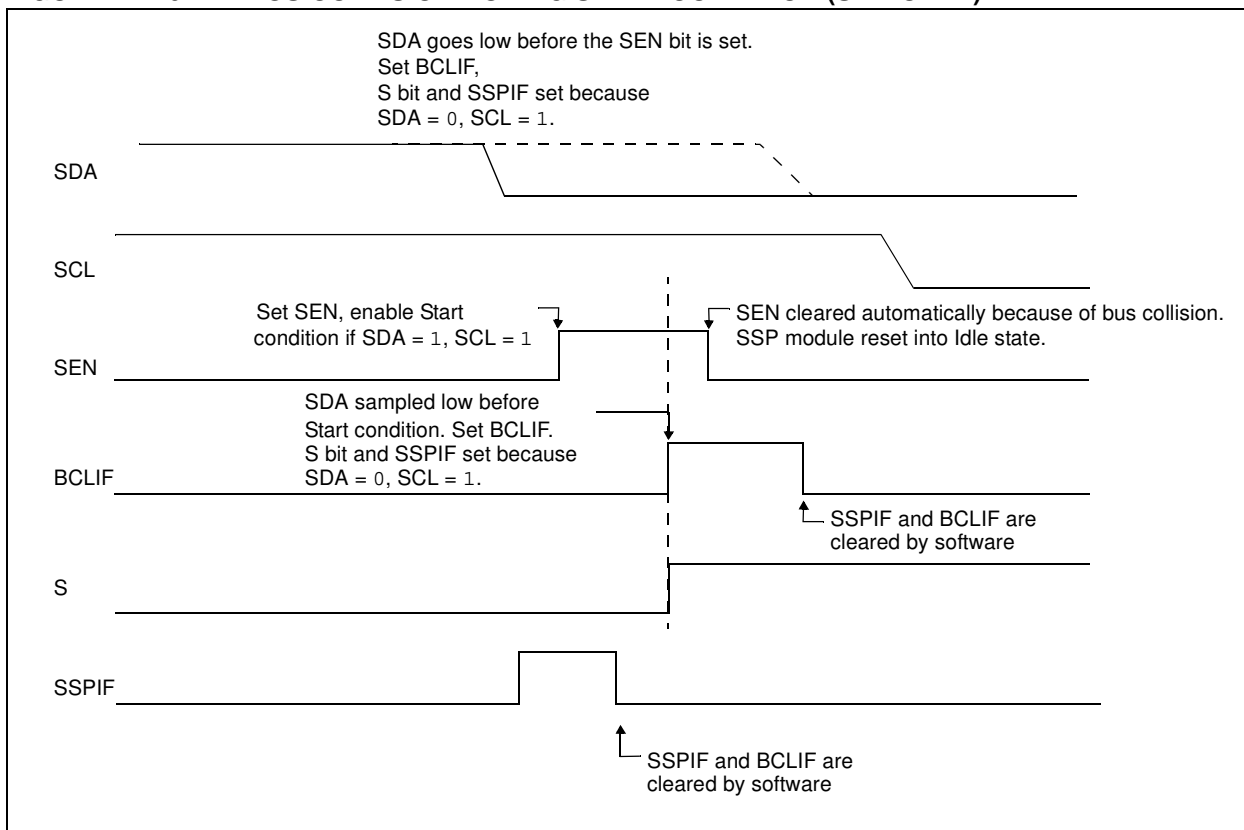 SDA goes low before the SEN bit is set.
Set BCLIF,
S bit and SSPIF set because
SDA = 0, SCL = 1.
SDA
SCL
Set SEN, enable Start
condition if SDA = 1, SCL = 1
SEN cleared automatically because of bus collision.
SSP module reset into Idle state.
SEN
SDA sampled low before
Start condition. Set BCLIF.
S bit and SSPIF set because
SDA = 0, SCL = 1.
BCLIF
SSPIF and BCLIF are
cleared by software
S
SSPIF
SSPIF and BCLIF are
cleared by software